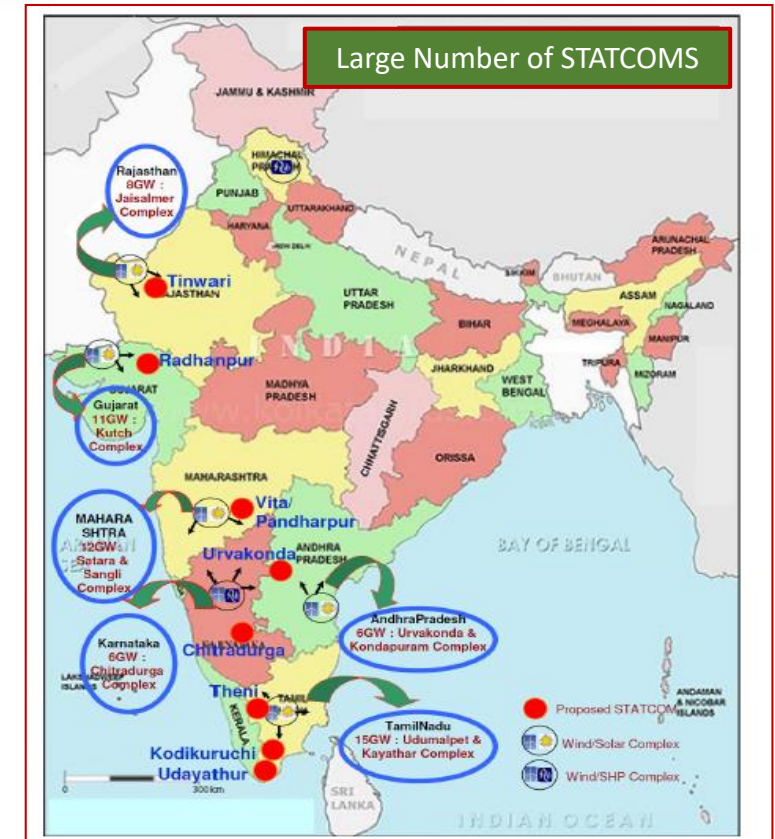 Large Number of STATCOMS
JAMMU & KASHMIR
HIMACHAL
PRADESH
Rajasthan
8GW :
Jaisalmer
Complex
PUNJAB
UTTARAKHAND
HARYANA
NEW DELHI
ARUNACHAL
PRADESH
NEPAL
SIKKIM
BHUTAN
Tinwari
RAJASTHAN
UTTAR
PRADESH
ASSAM
NAGALAND
BIHAR
MEGHALAYA
MANIPUR
INDIA
Radhanpur
TRIPURA
MIZORAM
JHARKHAND
WEST
BENGAL
GUJARAT
MADHYA
PRADESH
Gujarat
11GW :
Kutch
Complex
CHHATTISGARH
ORISSA
MAHARASHTRA
Vita/
Pandharpur
MAHARA
SHTRA
12GW:
Satara &
Sangli
Complex
Urvakonda
ANDHRA
PRADESH
BAY OF BENGAL
AndhraPradesh
6GW : Urvakonda &
Kondapuram Complex
Chitradurga
Karnataka
6GW :
Chitradurga
Complex
LAKSHADWEEP
ISLANDS
Theni
TAMIL
KERALA
ANDAMAN
& NICOBAR
ISLANDS
Proposed STATCOM
TamilNadu
15GW : Udumalpet &
Kayathar Complex
Wind/Solar Complex
Kodikuruchi
Udayathur
Wind/SHP Complex
0 300km
SRI
LANKA
INDIAN OCEAN